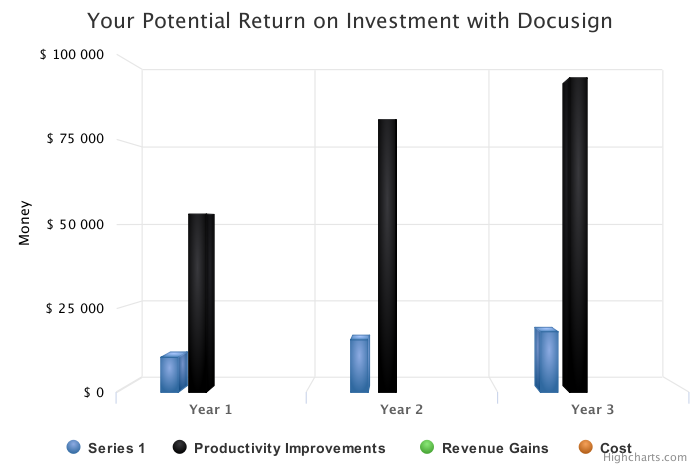 Your Potential Return on Investment with Docusign
$ 100 000
$ 75 000
$ 50 000
$ 25 000
$ 0
Money
Year 1
Year 2
Year 3
Series 1
Productivity Improvements
Revenue Gains
Cost
Highcharts.com